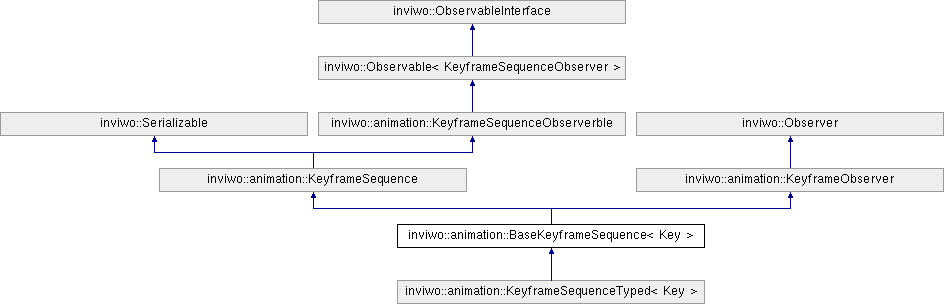 inviwo::ObservableInterface
inviwo::Observable< KeyframeSequenceObserver >
inviwo::Serializable
inviwo::animation::KeyframeSequenceObserverble
inviwo::Observer
inviwo::animation::KeyframeSequence
inviwo::animation::KeyframeObserver
inviwo::animation::BaseKeyframeSequence< Key >
inviwo::animation::KeyframeSequenceTyped< Key >